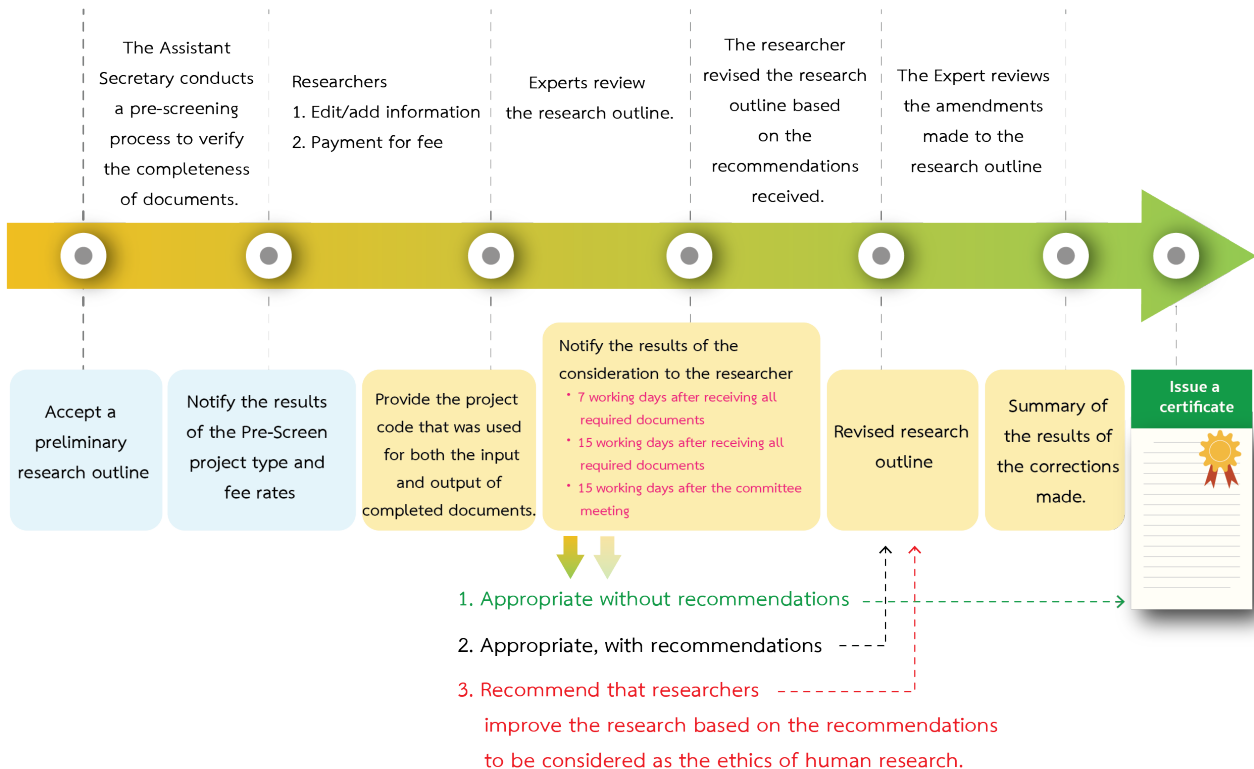 The Assistant
Secretary conducts
a pre-screening
process to verify
the completeness
of documents.
Researchers
1. Edit/add information
2. Payment for fee
Experts review
the research outline.
The researcher
revised the research
outline based
on the
recommendations
received.
The Expert reviews
the amendments
made to the
research outline
Accept a
preliminary
research outline
Notify the results
of the Pre-Screen
project type and
fee rates
Provide the project
code that was used
for both the input
and output of
completed documents.
Notify the results of the
consideration to the researcher
• 7 working days after receiving all
required documents
• 15 working days after receiving all
required documents
• 15 working days after the committee
meeting
Revised research
outline
Summary of
the results of
the corrections
made.
Issue a
certificate
1. Appropriate without recommendations
2. Appropriate, with recommendations
3. Recommend that researchers
improve the research based on the recommendations
to be considered as the ethics of human research.